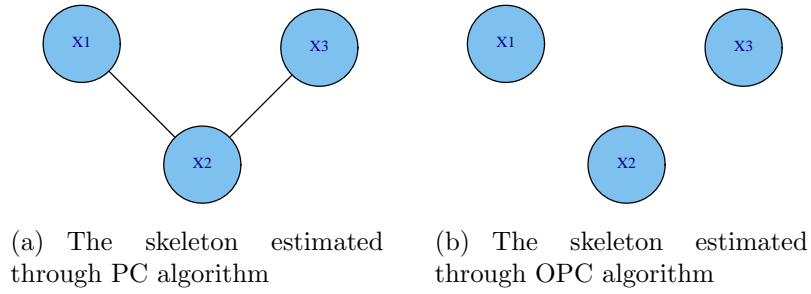 X1
X3
X2
X1
X3
X2
(a) The skeleton estimated
through PC algorithm
(b) The skeleton estimated
through OPC algorithm